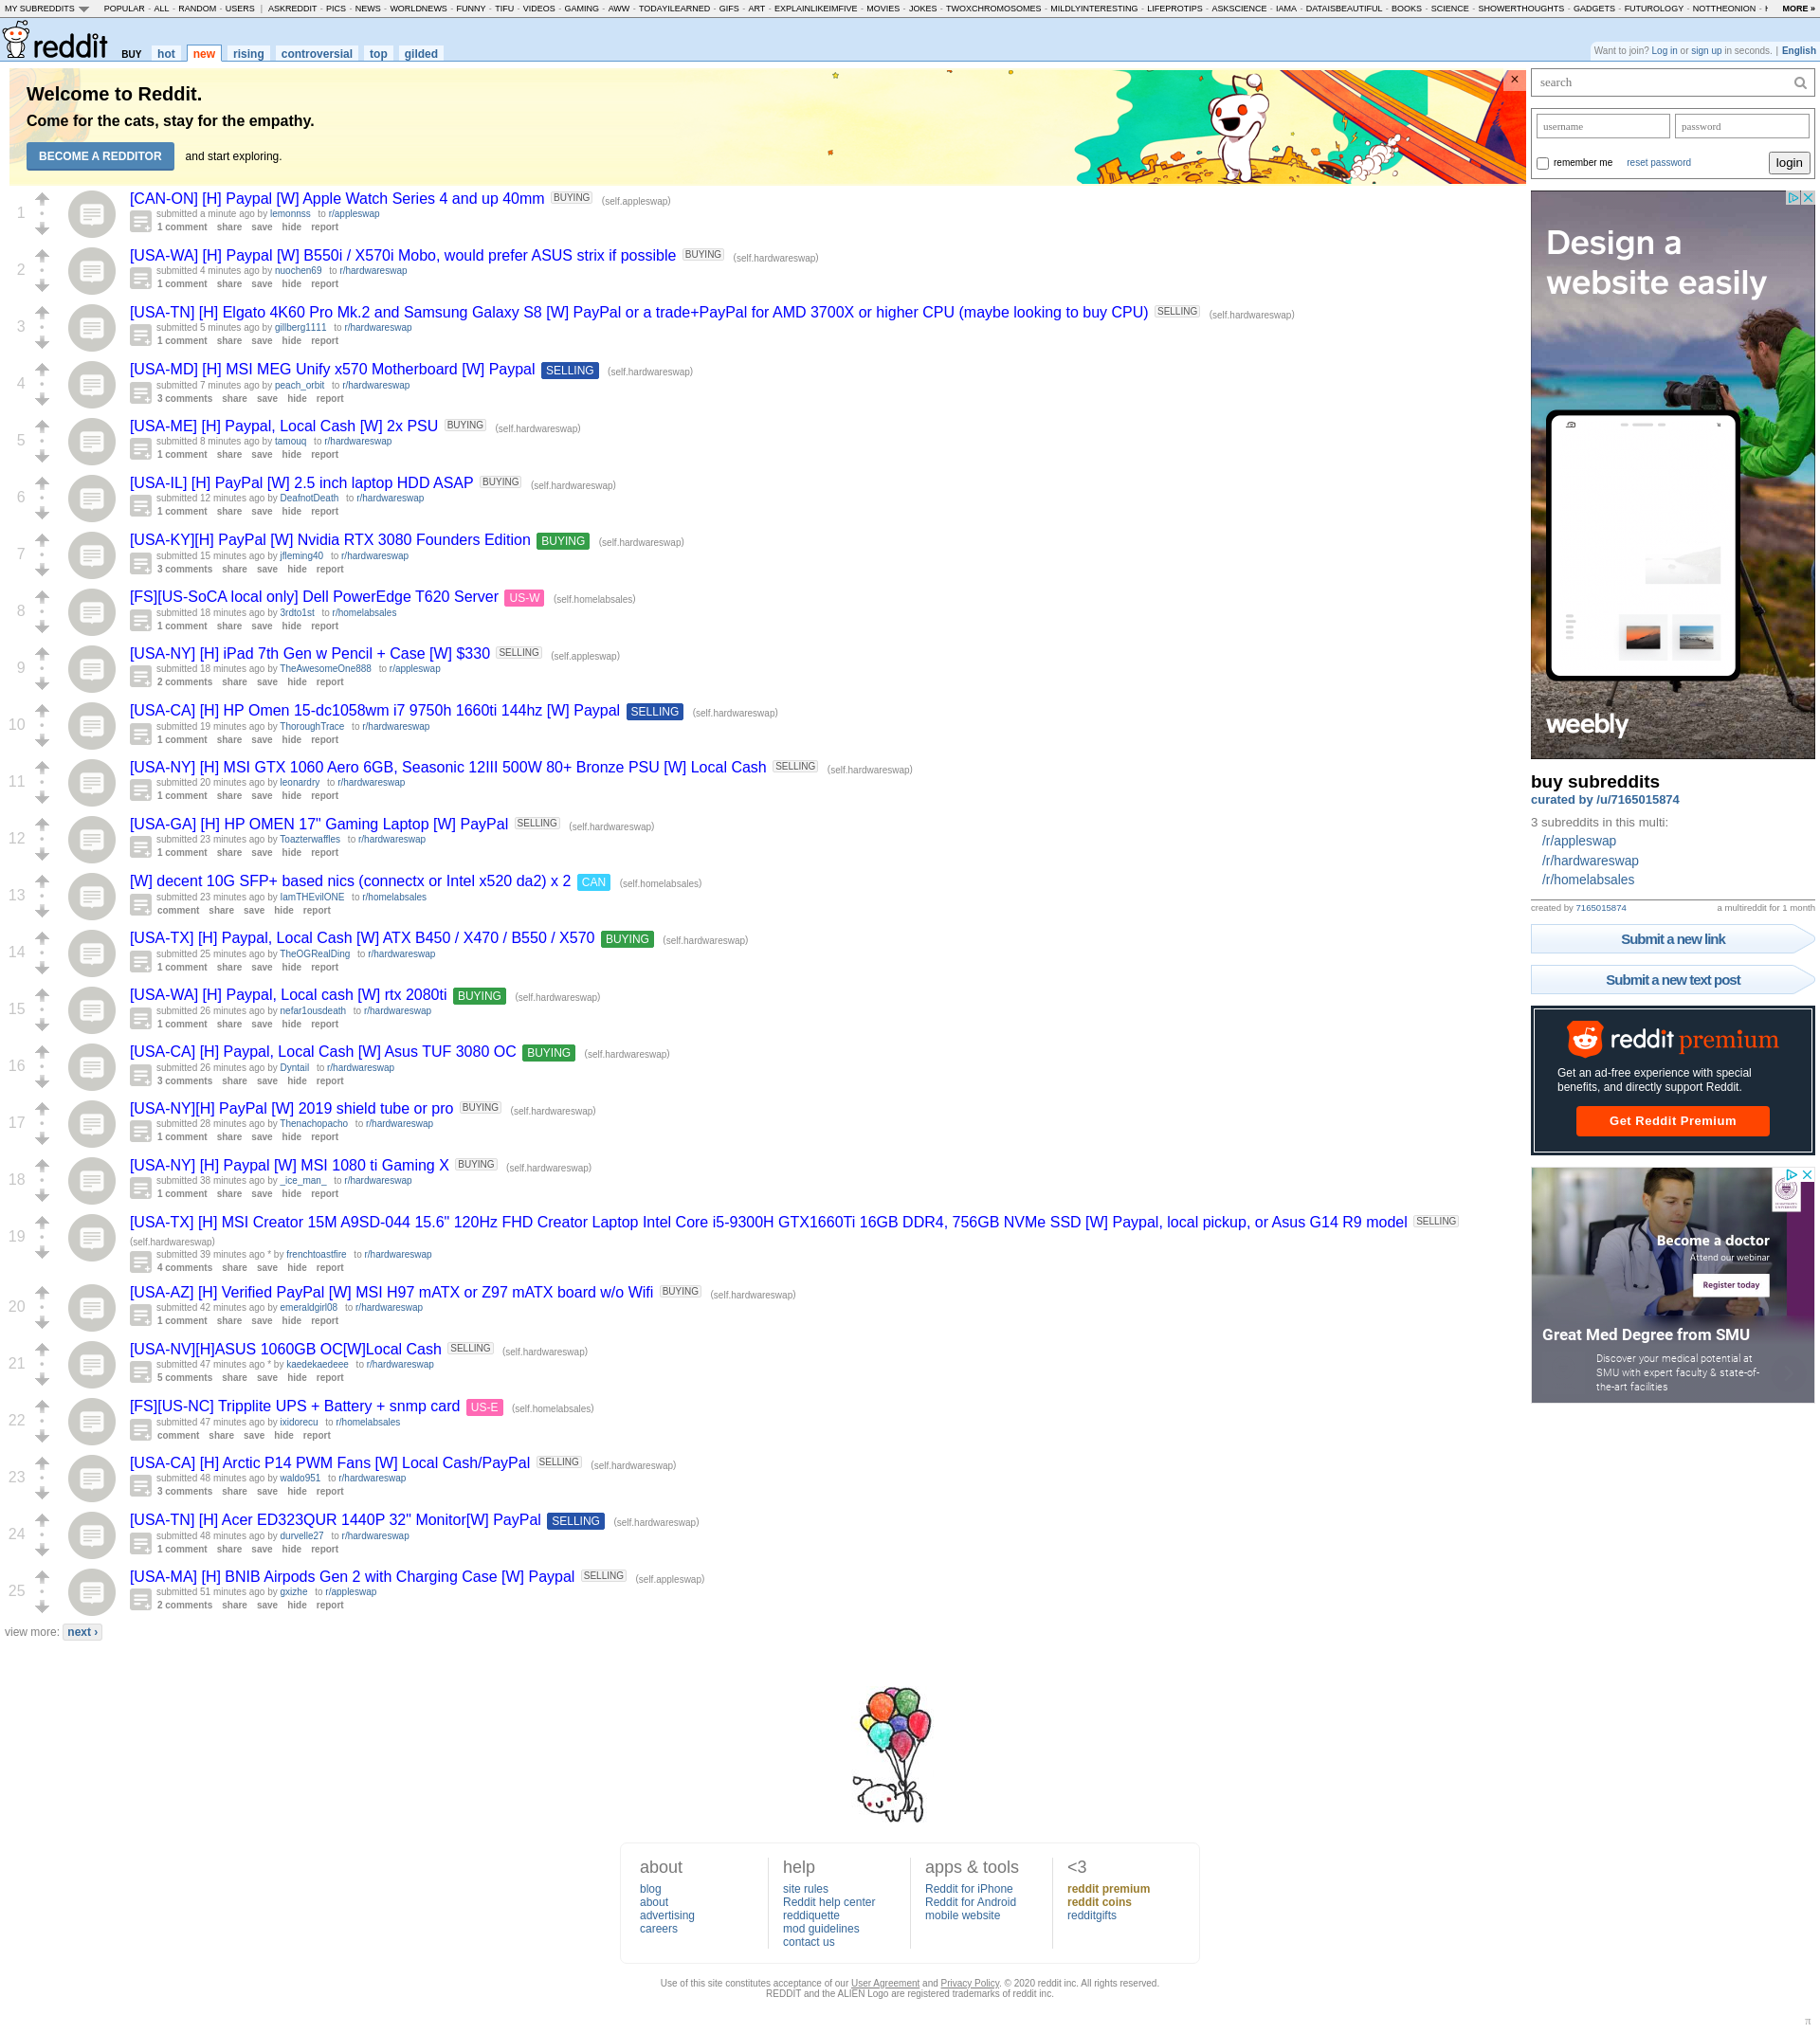 MY SUBREDDITS POPULAR - ALL - RANDOM - USERS | ASKREDDIT - PICS - NEWS - WORLDNEWS - FUNNY - TIFU - VIDEOS - GAMING - AWW - TODAYILEARNED - GIFS - ART - EXPLAINLIKEIMFIVE - MOVIES - JOKES - TWOXCHROMOSOMES - MILDLYINTERESTING - LIFEPROTIPS - ASKSCIENCE - IAMA - DATAISBEAUTIFUL - BOOKS - SCIENCE - SHOWERTHOUGHTS - GADGETS - FUTUROLOGY - NOTTHEONION - MORE »
reddit BUY hot new rising controversial top gilded
Want to join? Log in or sign up in seconds. | English
Welcome to Reddit.
Come for the cats, stay for the empathy.
BECOME A REDDITOR and start exploring.
×
1
[CAN-ON] [H] Paypal [W] Apple Watch Series 4 and up 40mm BUYING (self.appleswap)
submitted a minute ago by lemonnss to r/appleswap
1 comment share save hide report
2
[USA-WA] [H] Paypal [W] B550i / X570i Mobo, would prefer ASUS strix if possible BUYING (self.hardwareswap)
submitted 4 minutes ago by nuochen69 to r/hardwareswap
1 comment share save hide report
3
[USA-TN] [H] Elgato 4K60 Pro Mk.2 and Samsung Galaxy S8 [W] PayPal or a trade+PayPal for AMD 3700X or higher CPU (maybe looking to buy CPU) SELLING (self.hardwareswap)
submitted 5 minutes ago by gillberg1111 to r/hardwareswap
1 comment share save hide report
4
[USA-MD] [H] MSI MEG Unify x570 Motherboard [W] Paypal SELLING (self.hardwareswap)
submitted 7 minutes ago by peach_orbit to r/hardwareswap
3 comments share save hide report
5
[USA-ME] [H] Paypal, Local Cash [W] 2x PSU BUYING (self.hardwareswap)
submitted 8 minutes ago by tamouq to r/hardwareswap
1 comment share save hide report
6
[USA-IL] [H] PayPal [W] 2.5 inch laptop HDD ASAP BUYING (self.hardwareswap)
submitted 12 minutes ago by DeafnotDeath to r/hardwareswap
1 comment share save hide report
7
[USA-KY][H] PayPal [W] Nvidia RTX 3080 Founders Edition BUYING (self.hardwareswap)
submitted 15 minutes ago by jfleming40 to r/hardwareswap
3 comments share save hide report
8
[FS][US-SoCA local only] Dell PowerEdge T620 Server US-W (self.homelabsales)
submitted 18 minutes ago by 3rdto1st to r/homelabsales
1 comment share save hide report
9
[USA-NY] [H] iPad 7th Gen w Pencil + Case [W] $330 SELLING (self.appleswap)
submitted 18 minutes ago by TheAwesomeOne888 to r/appleswap
2 comments share save hide report
10
[USA-CA] [H] HP Omen 15-dc1058wm i7 9750h 1660ti 144hz [W] Paypal SELLING (self.hardwareswap)
submitted 19 minutes ago by ThoroughTrace to r/hardwareswap
1 comment share save hide report
11
[USA-NY] [H] MSI GTX 1060 Aero 6GB, Seasonic 12III 500W 80+ Bronze PSU [W] Local Cash SELLING (self.hardwareswap)
submitted 20 minutes ago by leonardry to r/hardwareswap
1 comment share save hide report
12
[USA-GA] [H] HP OMEN 17" Gaming Laptop [W] PayPal SELLING (self.hardwareswap)
submitted 23 minutes ago by Toazterwaffles to r/hardwareswap
1 comment share save hide report
13
[W] decent 10G SFP+ based nics (connectx or Intel x520 da2) x 2 CAN (self.homelabsales)
submitted 23 minutes ago by IamTHEvilONE to r/homelabsales
comment share save hide report
14
[USA-TX] [H] Paypal, Local Cash [W] ATX B450 / X470 / B550 / X570 BUYING (self.hardwareswap)
submitted 25 minutes ago by TheOGRealDing to r/hardwareswap
1 comment share save hide report
15
[USA-WA] [H] Paypal, Local cash [W] rtx 2080ti BUYING (self.hardwareswap)
submitted 26 minutes ago by nefar1ousdeath to r/hardwareswap
1 comment share save hide report
16
[USA-CA] [H] Paypal, Local Cash [W] Asus TUF 3080 OC BUYING (self.hardwareswap)
submitted 26 minutes ago by Dyntail to r/hardwareswap
3 comments share save hide report
17
[USA-NY][H] PayPal [W] 2019 shield tube or pro BUYING (self.hardwareswap)
submitted 28 minutes ago by Thenachopacho to r/hardwareswap
1 comment share save hide report
18
[USA-NY] [H] Paypal [W] MSI 1080 ti Gaming X BUYING (self.hardwareswap)
submitted 38 minutes ago by _ice_man_ to r/hardwareswap
1 comment share save hide report
19
[USA-TX] [H] MSI Creator 15M A9SD-044 15.6" 120Hz FHD Creator Laptop Intel Core i5-9300H GTX1660Ti 16GB DDR4, 756GB NVMe SSD [W] Paypal, local pickup, or Asus G14 R9 model SELLING
(self.hardwareswap)
submitted 39 minutes ago * by frenchtoastfire to r/hardwareswap
4 comments share save hide report
20
[USA-AZ] [H] Verified PayPal [W] MSI H97 mATX or Z97 mATX board w/o Wifi BUYING (self.hardwareswap)
submitted 42 minutes ago by emeraldgirl08 to r/hardwareswap
1 comment share save hide report
21
[USA-NV][H]ASUS 1060GB OC[W]Local Cash SELLING (self.hardwareswap)
submitted 47 minutes ago * by kaedekaedeee to r/hardwareswap
5 comments share save hide report
22
[FS][US-NC] Tripplite UPS + Battery + snmp card US-E (self.homelabsales)
submitted 47 minutes ago by ixidorecu to r/homelabsales
comment share save hide report
23
[USA-CA] [H] Arctic P14 PWM Fans [W] Local Cash/PayPal SELLING (self.hardwareswap)
submitted 48 minutes ago by waldo951 to r/hardwareswap
3 comments share save hide report
24
[USA-TN] [H] Acer ED323QUR 1440P 32" Monitor[W] PayPal SELLING (self.hardwareswap)
submitted 48 minutes ago by durvelle27 to r/hardwareswap
1 comment share save hide report
25
[USA-MA] [H] BNIB Airpods Gen 2 with Charging Case [W] Paypal SELLING (self.appleswap)
submitted 51 minutes ago by gxizhe to r/appleswap
2 comments share save hide report
view more: next ›
search
username password
remember me reset password login
Design a
website easily
weebly
buy subreddits
curated by /u/7165015874
3 subreddits in this multi:
/r/appleswap
/r/hardwareswap
/r/homelabsales
created by 7165015874 a multireddit for 1 month
Submit a new link
Submit a new text post
reddit premium
Get an ad-free experience with special
benefits, and directly support Reddit.
Get Reddit Premium
Become a doctor
Attend our webinar
Register today
Great Med Degree from SMU
Discover your medical potential at
SMU with expert faculty & state-of-
the-art facilities
about
blog
about
advertising
careers
help
site rules
Reddit help center
reddiquette
mod guidelines
contact us
apps & tools
Reddit for iPhone
Reddit for Android
mobile website
<3
reddit premium
reddit coins
redditgifts
Use of this site constitutes acceptance of our User Agreement and Privacy Policy. © 2020 reddit inc. All rights reserved.
REDDIT and the ALIEN Logo are registered trademarks of reddit inc.
π